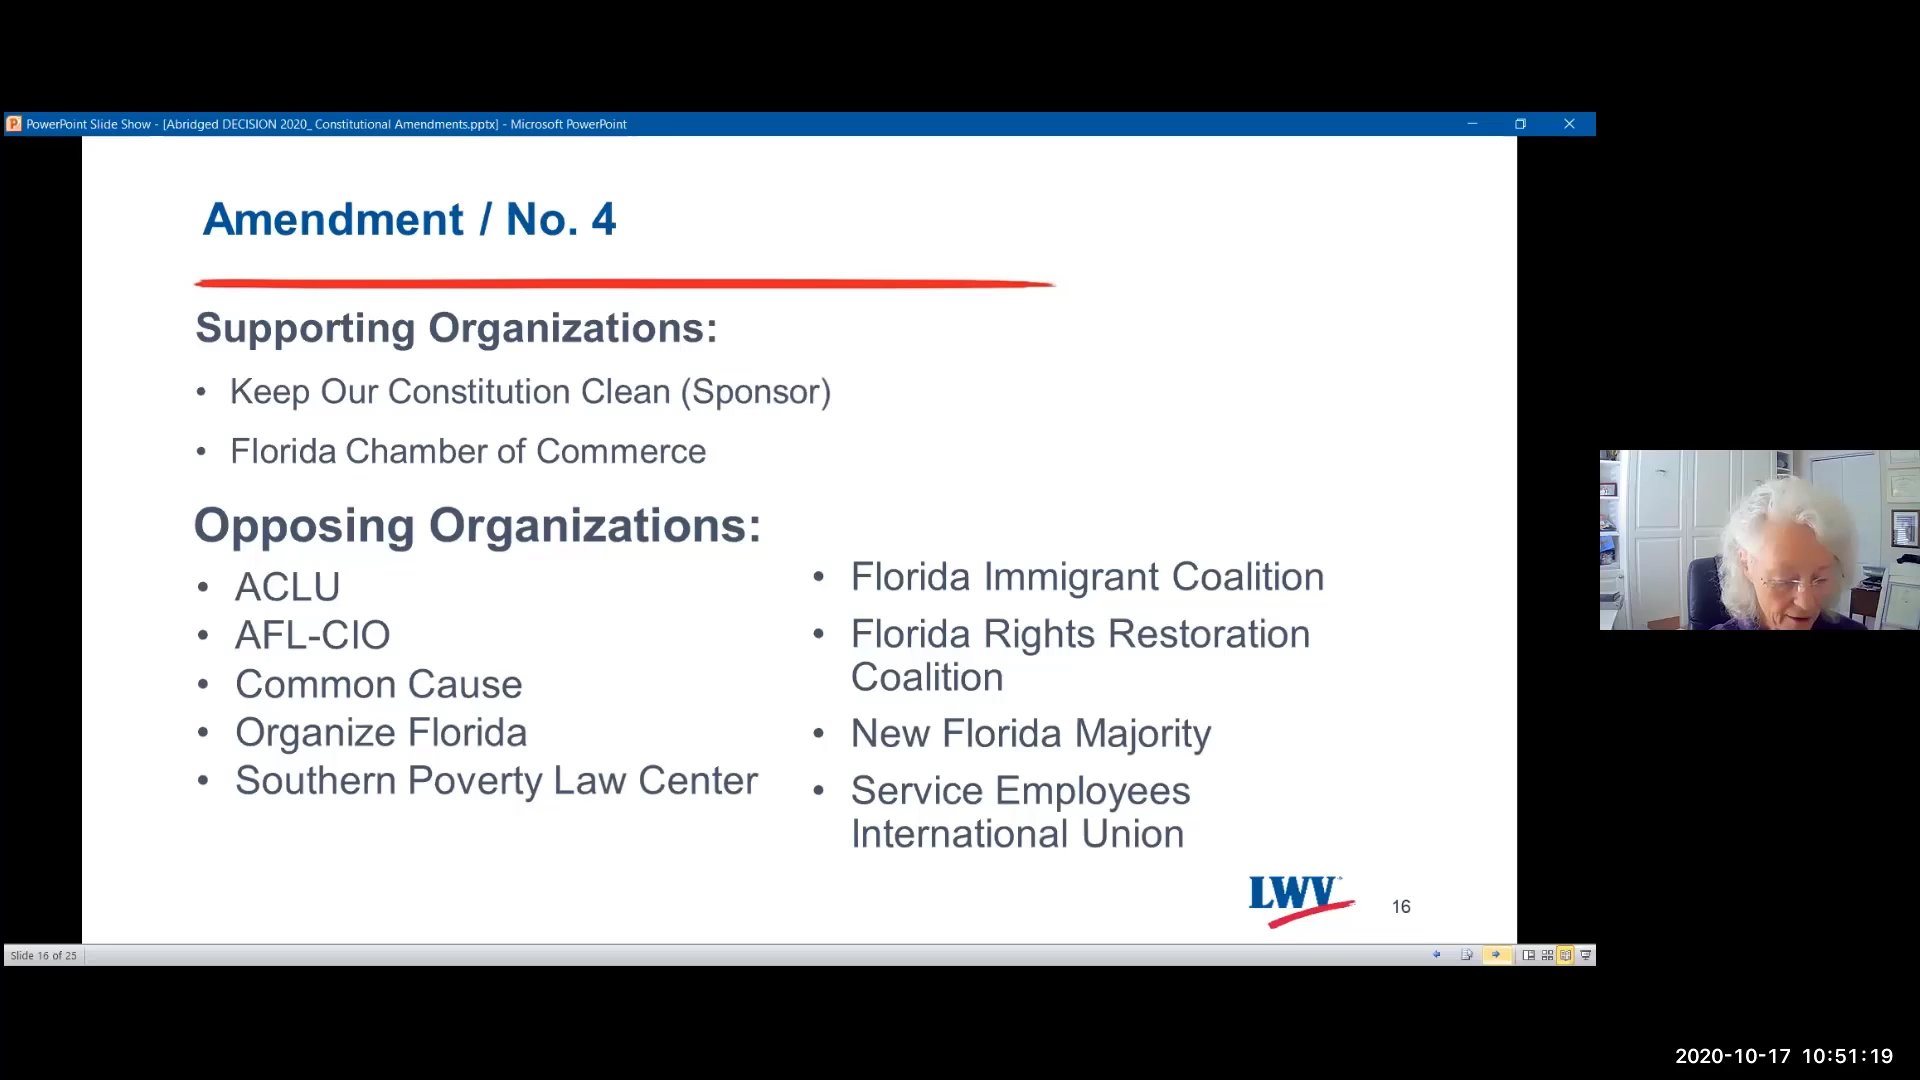 PowerPoint Slide Show - [Abridged DECISION 2020_ Constitutional Amendments.pptx] - Microsoft PowerPoint
Amendment / No. 4
Supporting Organizations:
• Keep Our Constitution Clean (Sponsor)
• Florida Chamber of Commerce
Opposing Organizations:
• ACLU
• AFL-CIO
• Common Cause
• Organize Florida
• Southern Poverty Law Center
• Florida Immigrant Coalition
• Florida Rights Restoration
Coalition
• New Florida Majority
• Service Employees
International Union
LWV
16
Slide 16 of 25
2020-10-17 10:51:19